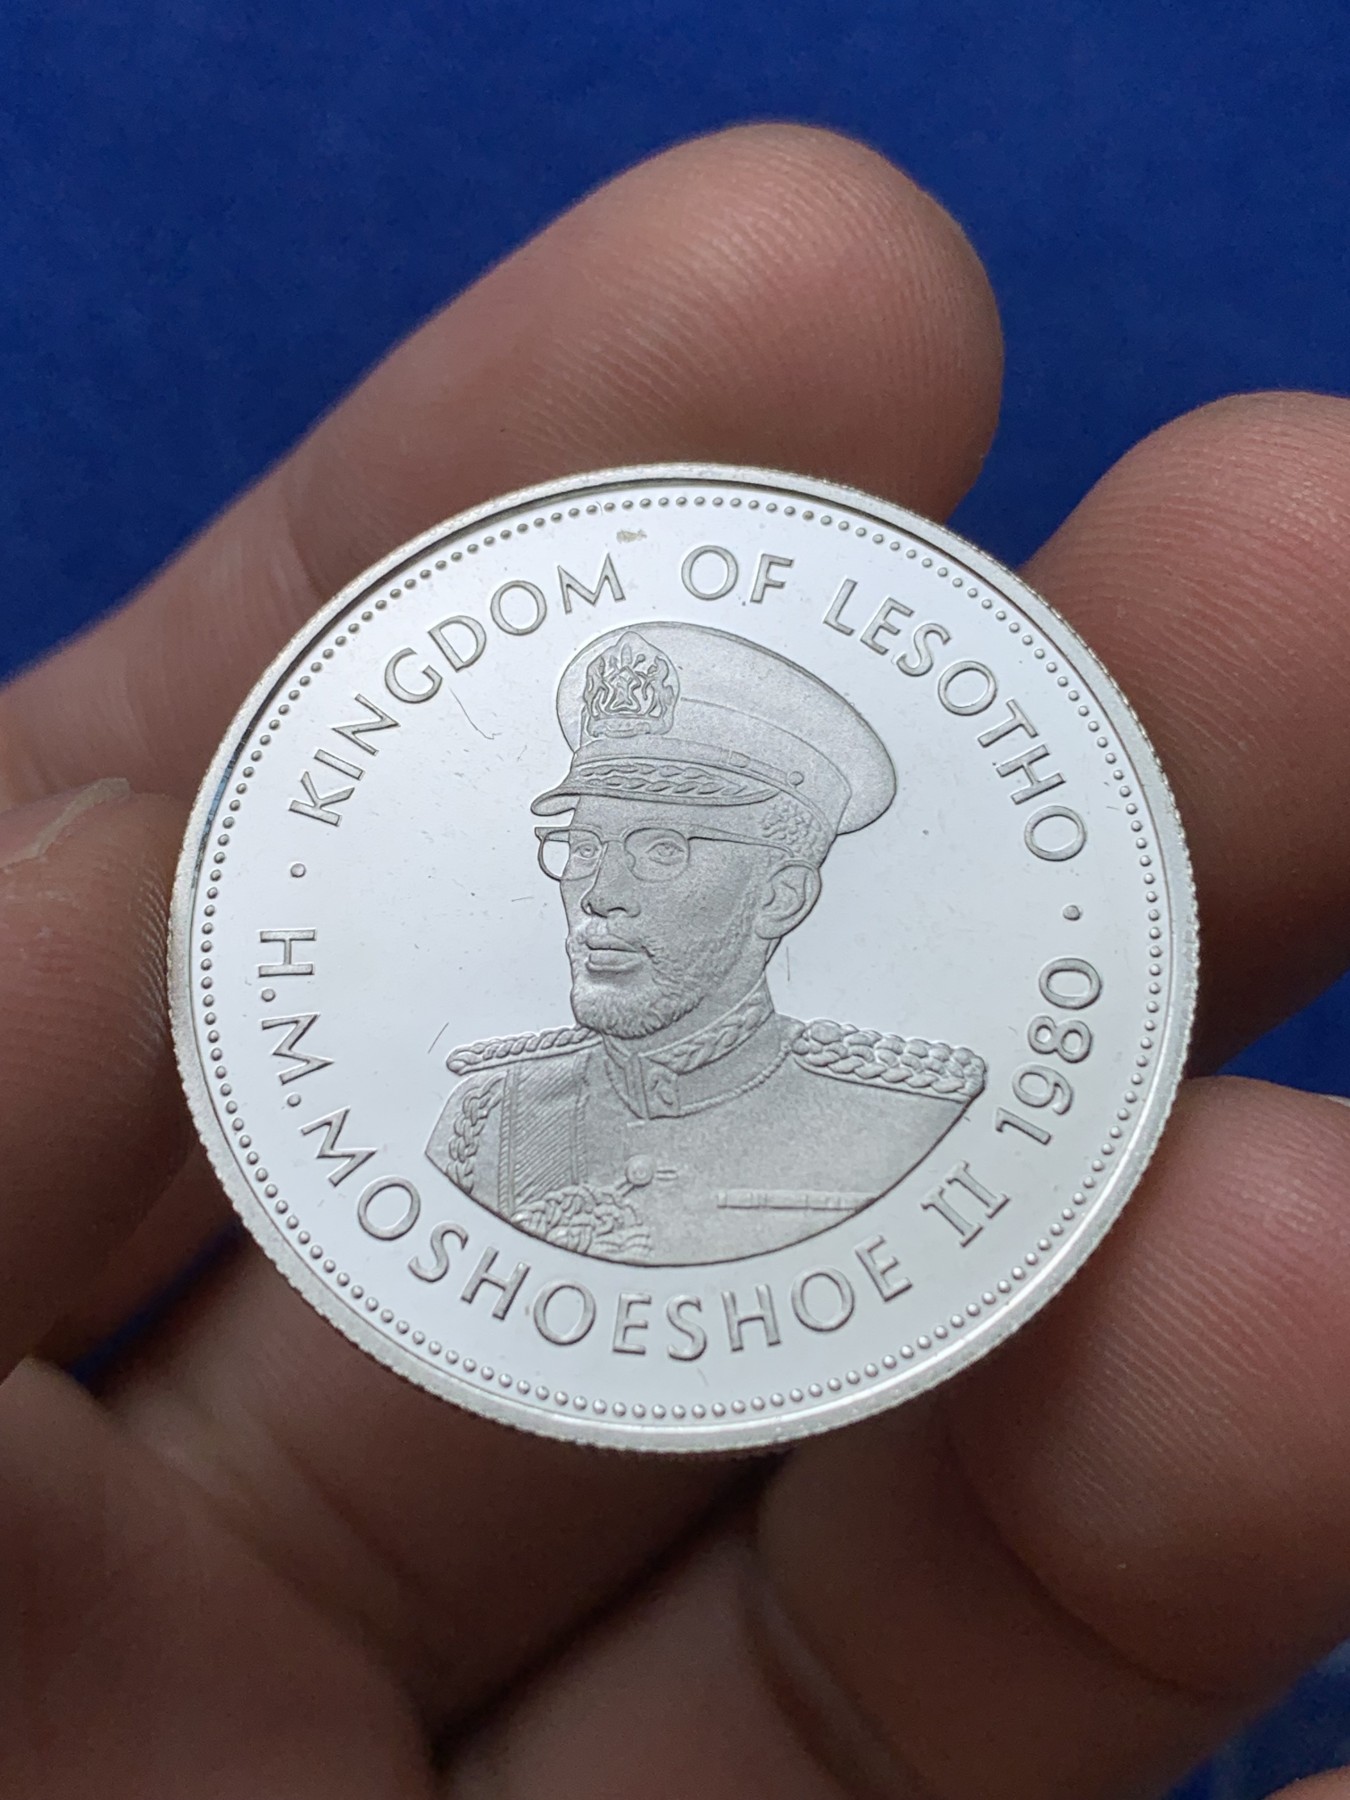 · KINGDOM OF LESOTHO ·
H.M. MOSHOESHOE II 1980